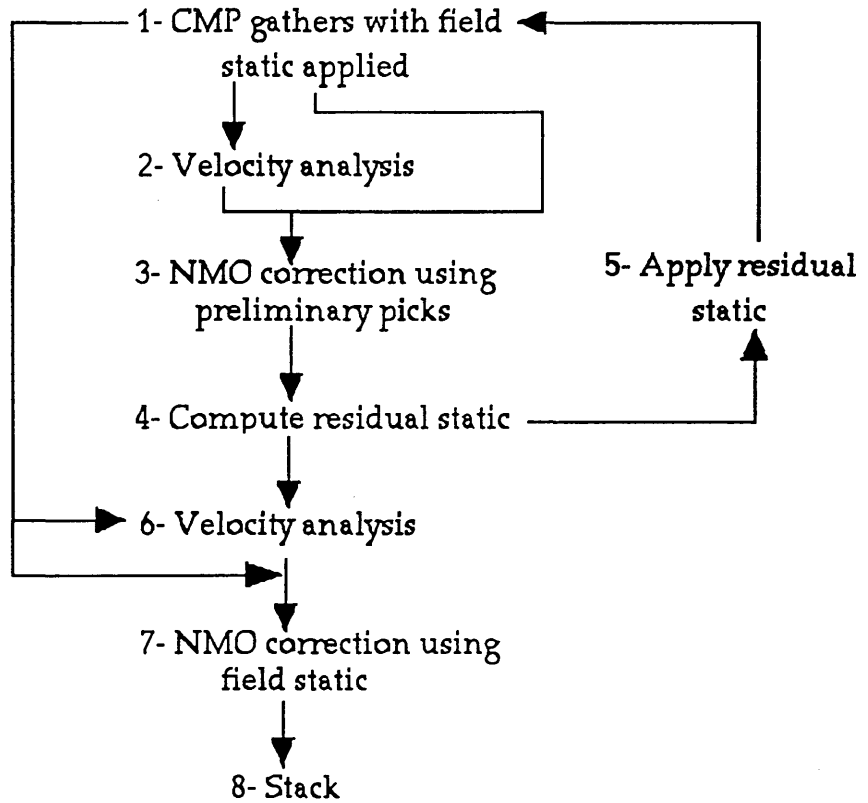 1- CMP gathers with field
static applied
2- Velocity analysis
3- NMO correction using
preliminary picks
4- Compute residual static
5- Apply residual
static
6- Velocity analysis
7- NMO correction using
field static
8- Stack